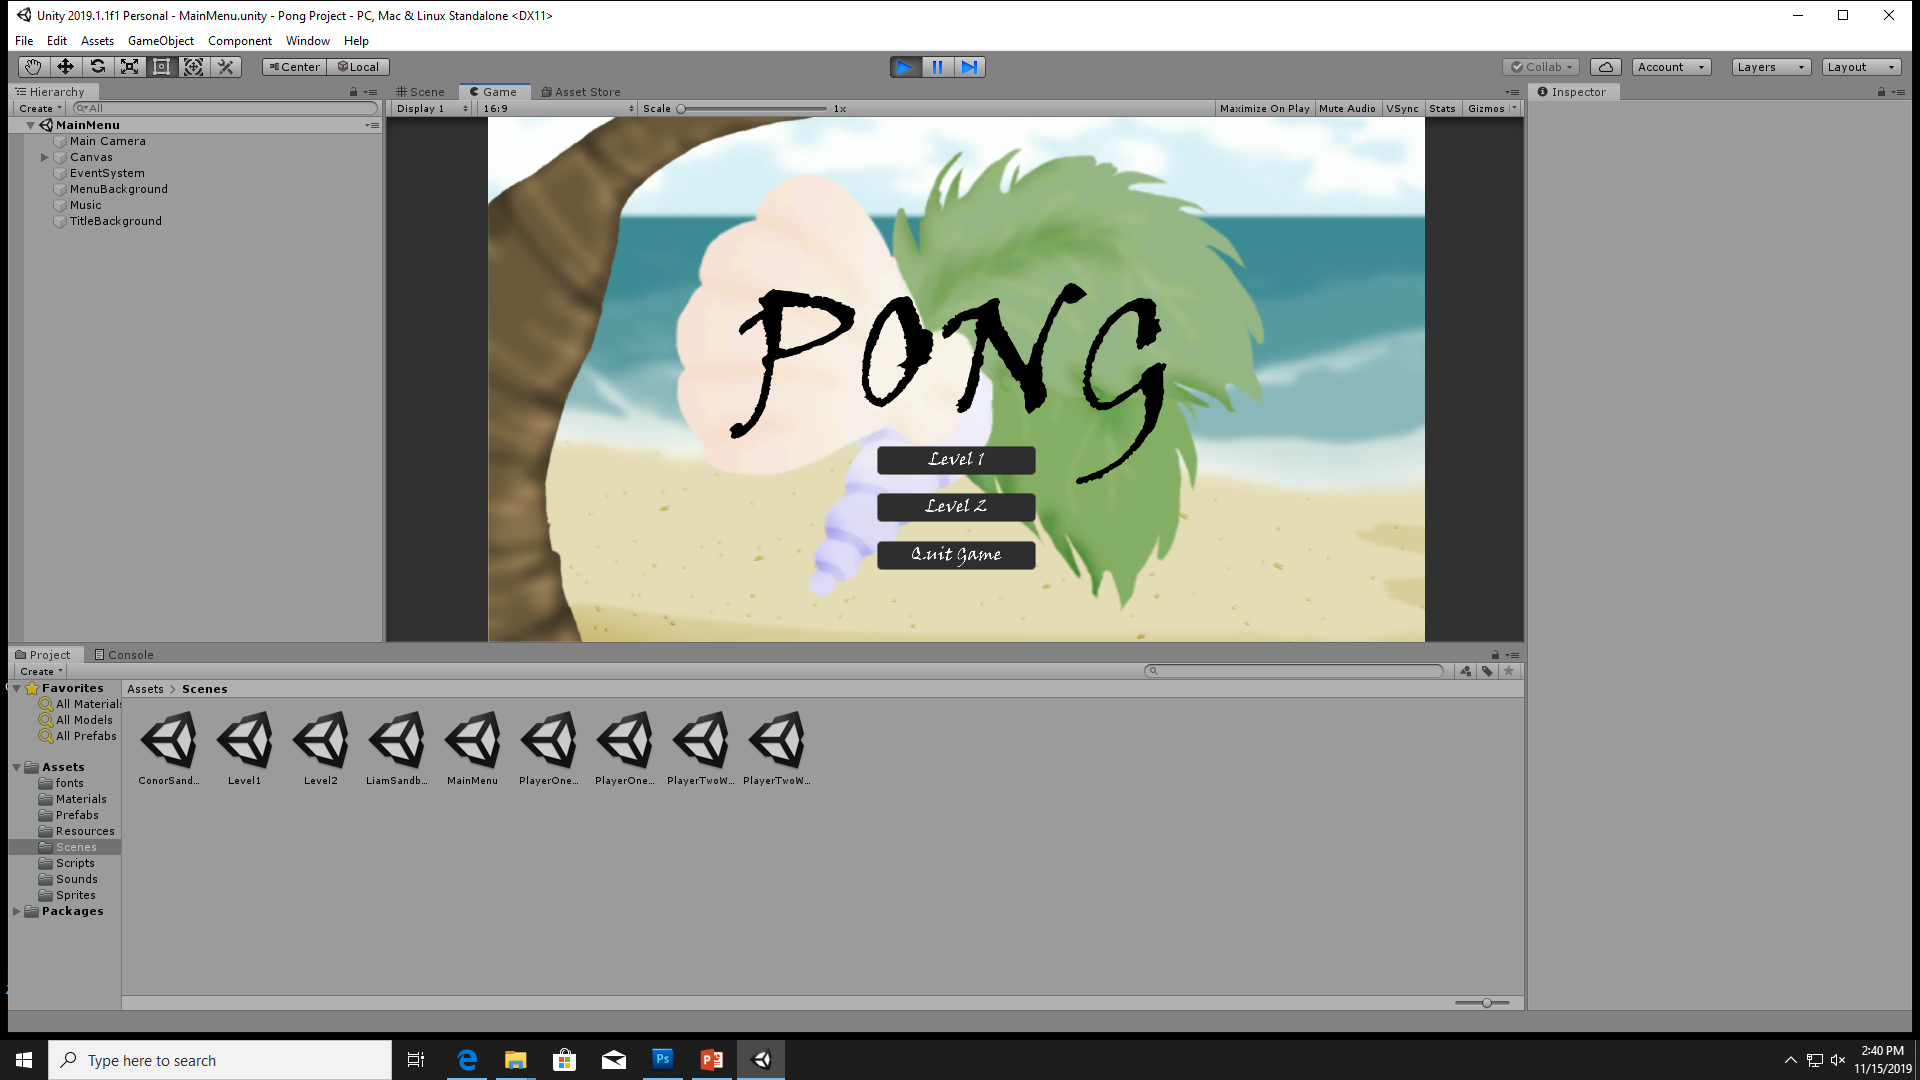 Unity 2019.1.1f1 Personal - MainMenu.unity - Pong Project - PC, Mac & Linux Standalone <DX11>
File Edit Assets GameObject Component Window Help
Center Local Collab Account Layers Layout
Hierarchy
Create All
MainMenu
Main Camera
Canvas
EventSystem
MenuBackground
Music
TitleBackground
Scene Game Asset Store
Display 1 16:9 Scale 1x Maximize On Play Mute Audio VSync Stats Gizmos
PONG
Level 1
Level 2
Quit Game
Inspector
Project Console
Create
Favorites
All Materials
All Models
All Prefabs
Assets
fonts
Materials
Prefabs
Resources
Scenes
Scripts
Sounds
Sprites
Packages
Assets > Scenes
ConorSand... Level1 Level2 LiamSandb... MainMenu PlayerOne... PlayerOne... PlayerTwoW... PlayerTwoW...
Type here to search
Ps
2:40 PM
11/15/2019